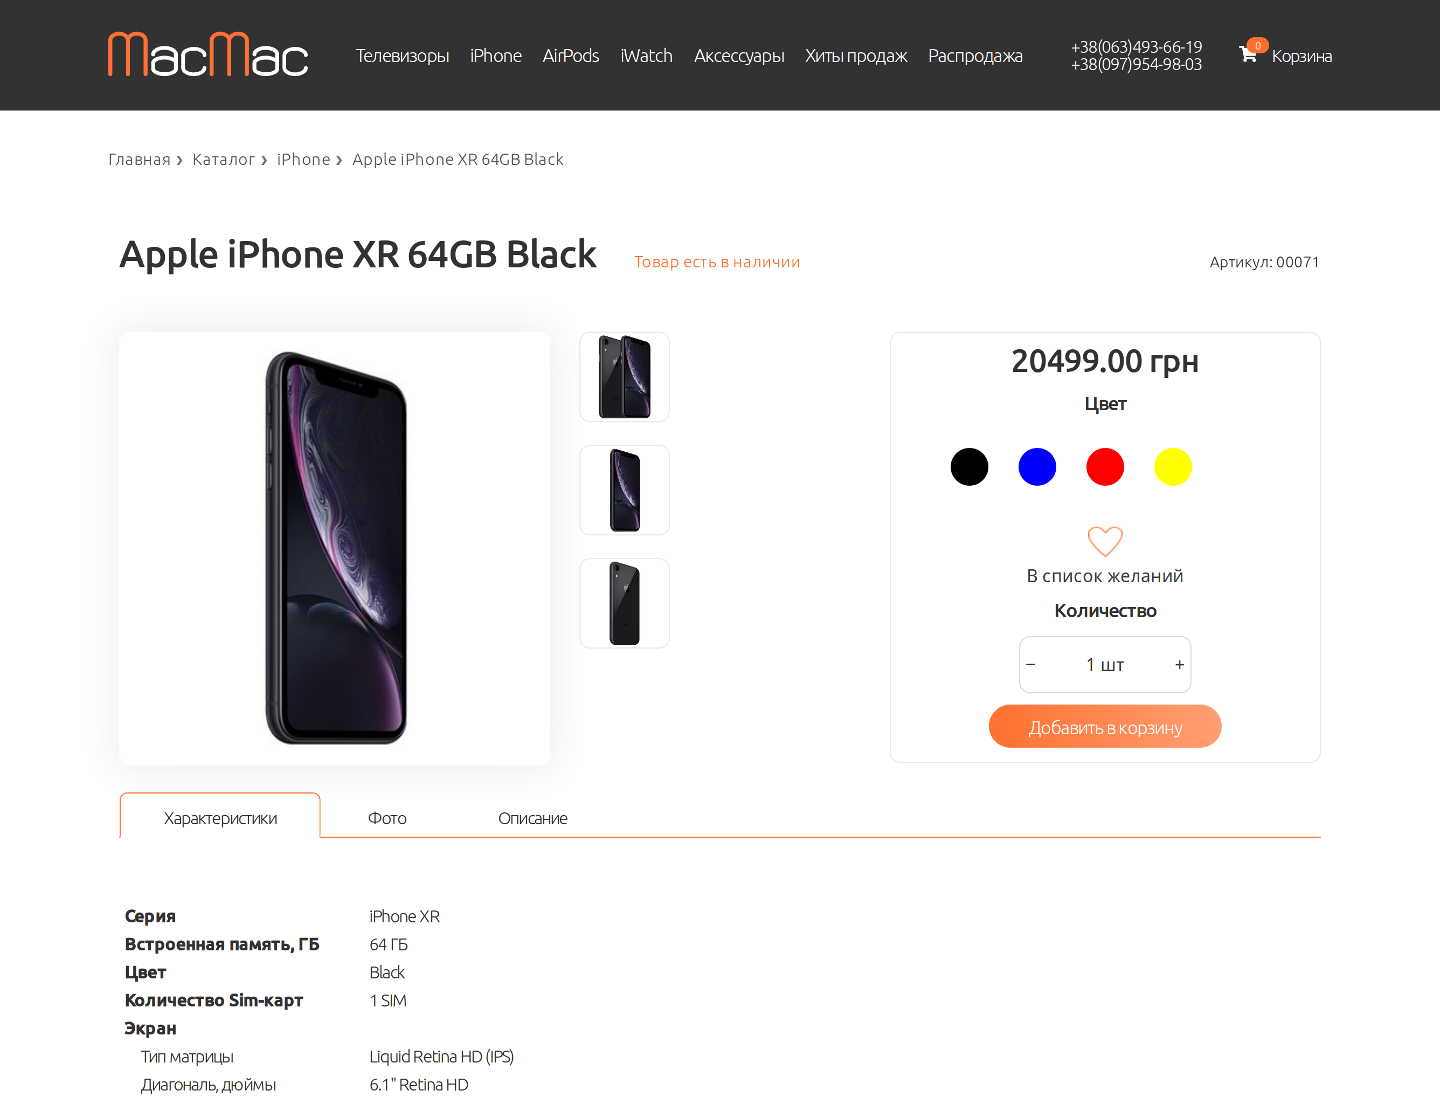 MacMac
Телевизоры iPhone AirPods iWatch Аксессуары Хиты продаж Распродажа
+38(063)493-66-19
+38(097)954-98-03
0
Корзина
Главная › Каталог › iPhone › Apple iPhone XR 64GB Black
Apple iPhone XR 64GB Black
Товар есть в наличии
Артикул: 00071
20499.00 грн
Цвет
В список желаний
Количество
− 1 шт +
Добавить в корзину
Характеристики Фото Описание
Серия iPhone XR
Встроенная память, ГБ 64 ГБ
Цвет Black
Количество Sim-карт 1 SIM
Экран
Тип матрицы Liquid Retina HD (IPS)
Диагональ, дюймы 6.1" Retina HD